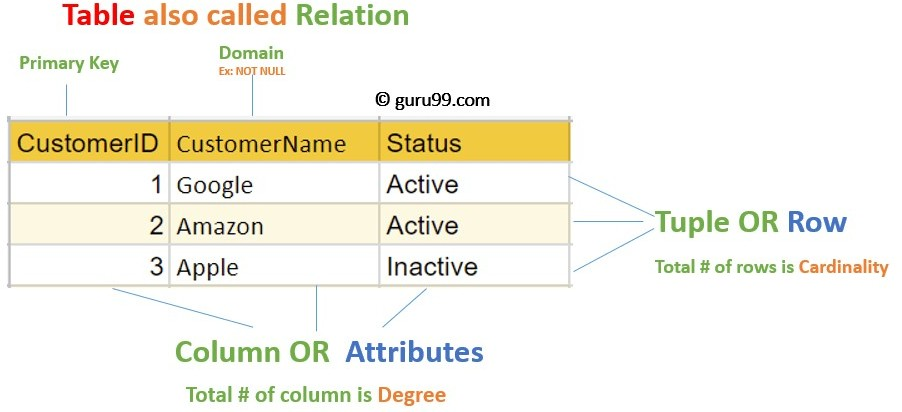 Table also called Relation
Primary Key
Domain
Ex: NOT NULL
© guru99.com
CustomerID CustomerName Status
1 Google Active
2 Amazon Active
3 Apple Inactive
Tuple OR Row
Total # of rows is Cardinality
Column OR Attributes
Total # of column is Degree